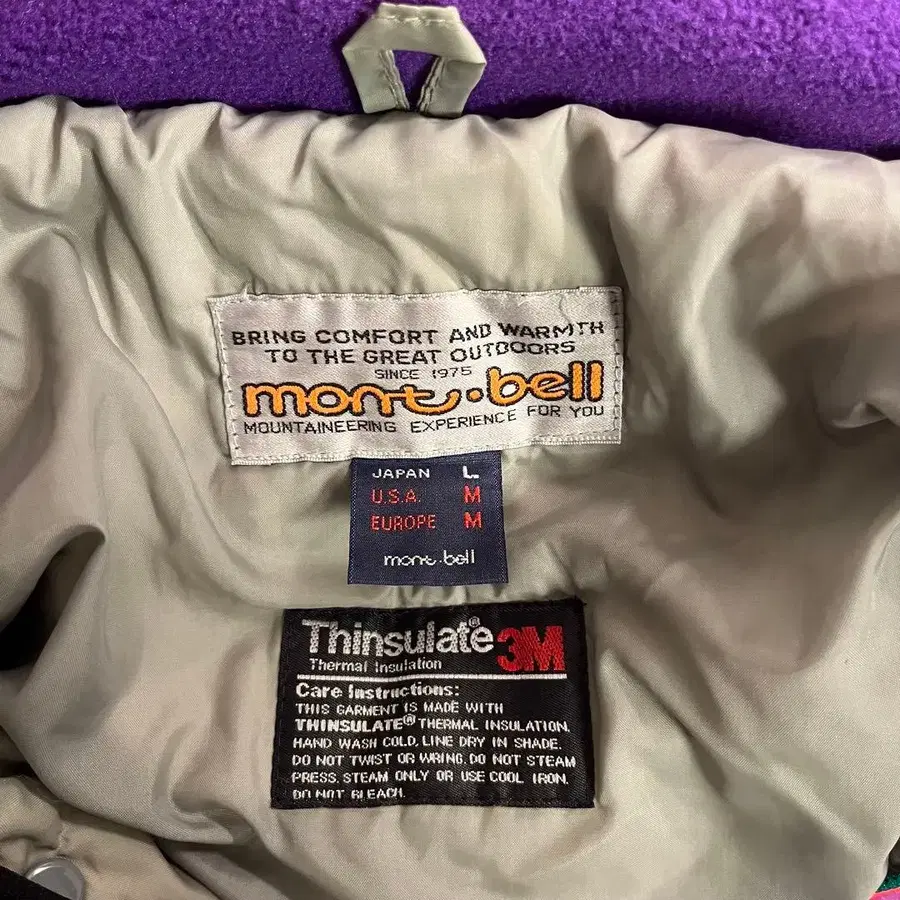 BRING COMFORT AND WARMTH
TO THE GREAT OUTDOORS
SINCE 1975
mont·bell
MOUNTAINEERING EXPERIENCE FOR YOU
JAPAN L
U.S.A. M
EUROPE M
mont·bell
Thinsulate® 3M
Thermal Insulation
Care Instructions:
THIS GARMENT IS MADE WITH
THINSULATE® THERMAL INSULATION.
HAND WASH COLD, LINE DRY IN SHADE.
DO NOT TWIST OR WRING. DO NOT STEAM
PRESS. STEAM ONLY OR USE COOL IRON.
DO NOT BLEACH.